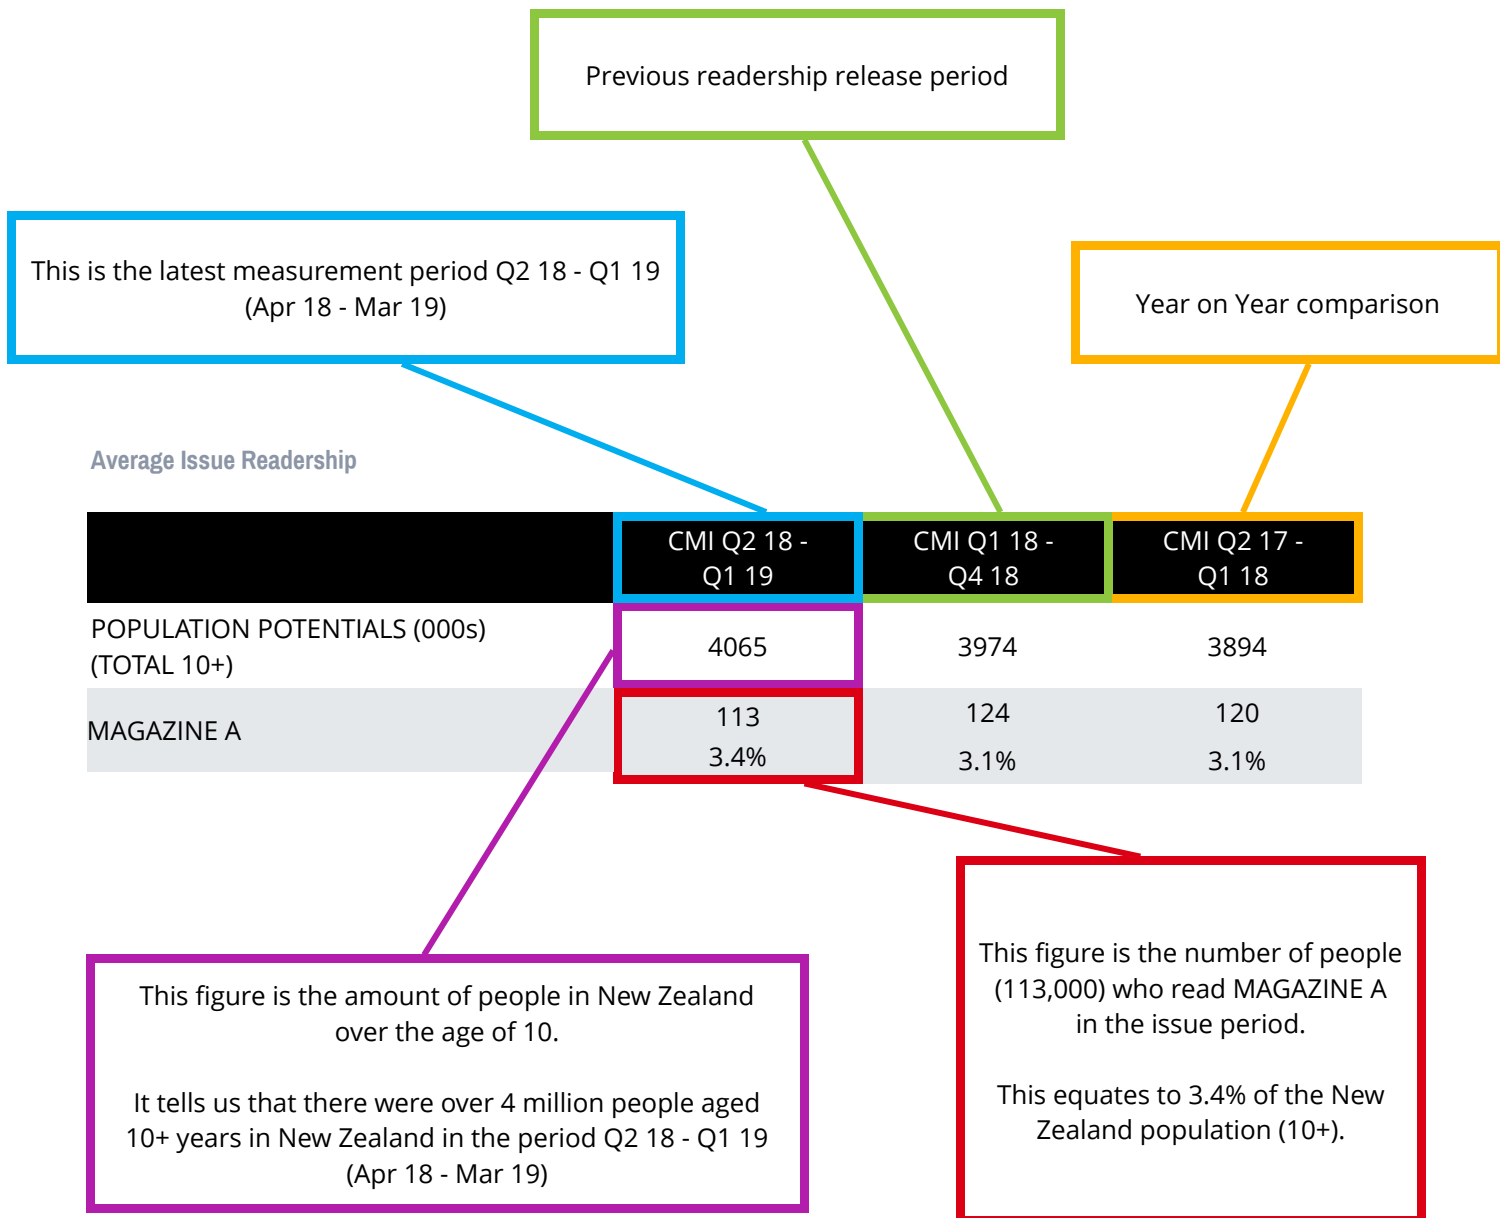 Previous readership release period
This is the latest measurement period Q2 18 - Q1 19
(Apr 18 - Mar 19)
Year on Year comparison
Average Issue Readership
CMI Q2 18 -
Q1 19
CMI Q1 18 -
Q4 18
CMI Q2 17 -
Q1 18
POPULATION POTENTIALS (000s)
(TOTAL 10+)
4065
3974
3894
MAGAZINE A
113
3.4%
124
3.1%
120
3.1%
This figure is the amount of people in New Zealand
over the age of 10.
It tells us that there were over 4 million people aged
10+ years in New Zealand in the period Q2 18 - Q1 19
(Apr 18 - Mar 19)
This figure is the number of people
(113,000) who read MAGAZINE A
in the issue period.
This equates to 3.4% of the New
Zealand population (10+).